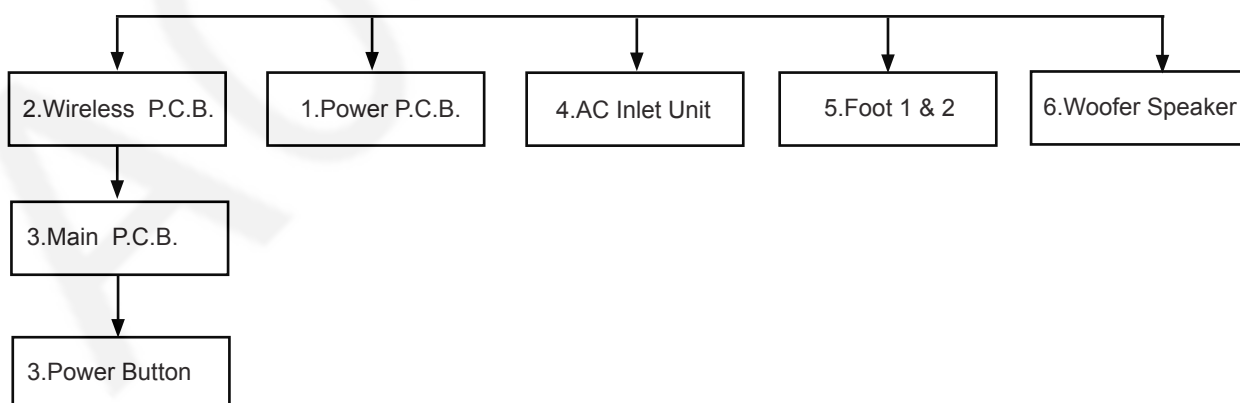 2.Wireless P.C.B.
1.Power P.C.B.
4.AC Inlet Unit
5.Foot 1 & 2
6.Woofer Speaker
3.Main P.C.B.
3.Power Button